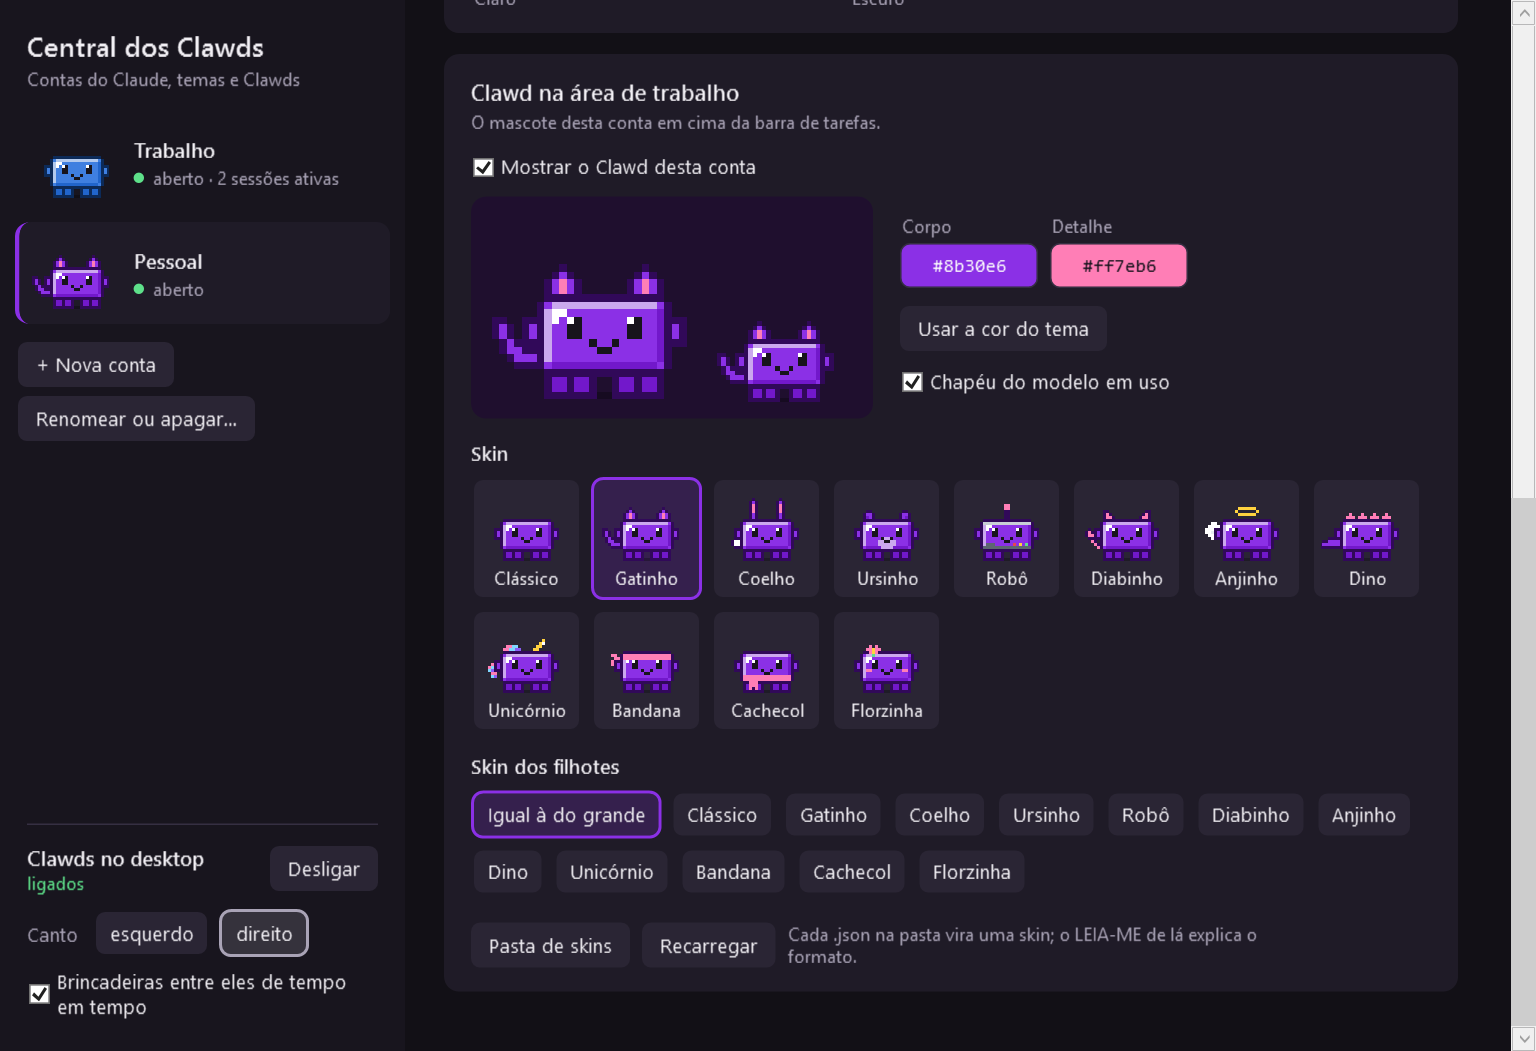 Central dos Clawds
Contas do Claude, temas e Clawds
Trabalho
aberto · 2 sessões ativas
Pessoal
aberto
+ Nova conta
Renomear ou apagar...
Clawds no desktop
ligados
Desligar
Canto
esquerdo
direito
Brincadeiras entre eles de tempo
em tempo
Claro
Escuro
Clawd na área de trabalho
O mascote desta conta em cima da barra de tarefas.
Mostrar o Clawd desta conta
Corpo
Detalhe
#8b30e6
#ff7eb6
Usar a cor do tema
Chapéu do modelo em uso
Skin
Clássico
Gatinho
Coelho
Ursinho
Robô
Diabinho
Anjinho
Dino
Unicórnio
Bandana
Cachecol
Florzinha
Skin dos filhotes
Igual à do grande
Clássico
Gatinho
Coelho
Ursinho
Robô
Diabinho
Anjinho
Dino
Unicórnio
Bandana
Cachecol
Florzinha
Pasta de skins
Recarregar
Cada .json na pasta vira uma skin; o LEIA-ME de lá explica o
formato.